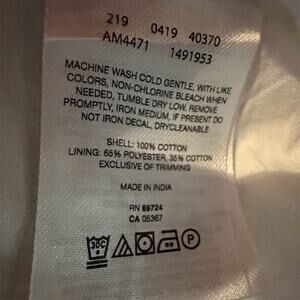 219 0419 40370
AM4471 1491953
MACHINE WASH COLD GENTLE, WITH LIKE
COLORS, NON-CHLORINE BLEACH WHEN
NEEDED, TUMBLE DRY LOW. REMOVE
PROMPTLY, IRON MEDIUM, IF PRESENT DO
NOT IRON DECAL, DRYCLEANABLE
SHELL: 100% COTTON
LINING: 65% POLYESTER, 35% COTTON
EXCLUSIVE OF TRIMMING
MADE IN INDIA
RN 69724
CA 05367
30C P